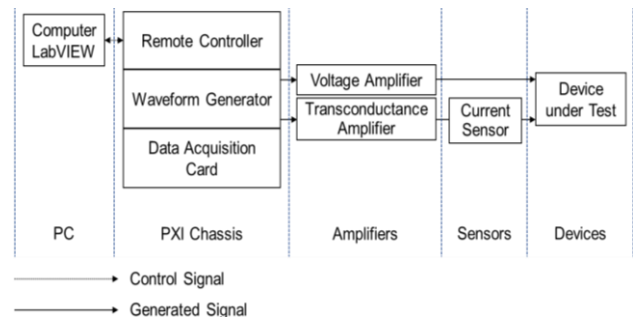 Computer
LabVIEW
Remote Controller
Waveform Generator
Data Acquisition
Card
Voltage Amplifier
Transconductance
Amplifier
Current
Sensor
Device
under Test
PC
PXI Chassis
Amplifiers
Sensors
Devices
Control Signal
Generated Signal